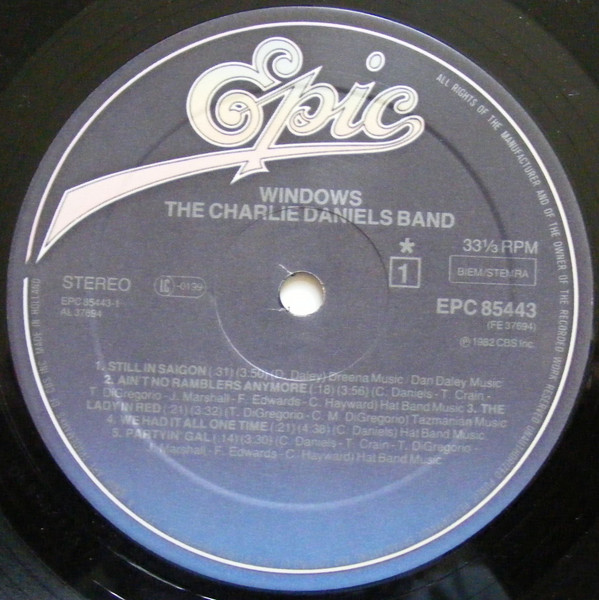 Epic
WINDOWS
THE CHARLIE DANIELS BAND
* 33⅓ RPM
STEREO LC-0199 1 BIEM/STEMRA
EPC 85443-1 EPC 85443
AL 37694 (FE 37694)
℗ 1982 CBS Inc.
1. STILL IN SAIGON (.31) (3.50) (D. Daley) Breena Music / Dan Daley Music
2. AIN'T NO RAMBLERS ANYMORE (.18) (3.56) (C. Daniels - T. Crain -
T. DiGregorio - J. Marshall - F. Edwards - C. Hayward) Hat Band Music 3. THE
LADY IN RED (.21) (3.32) (T. DiGregorio - C. M. DiGregorio) Tazmanian Music
4. WE HAD IT ALL ONE TIME (.21) (4.38) (C. Daniels) Hat Band Music
5. PARTYIN' GAL (.14) (3.30) (C. Daniels - T. Crain - T. DiGregorio -
J. Marshall - F. Edwards - C. Hayward) Hat Band Music
ALL RIGHTS OF THE MANUFACTURER AND OF THE OWNER OF THE RECORDED WORK RESERVED
MADE IN HOLLAND